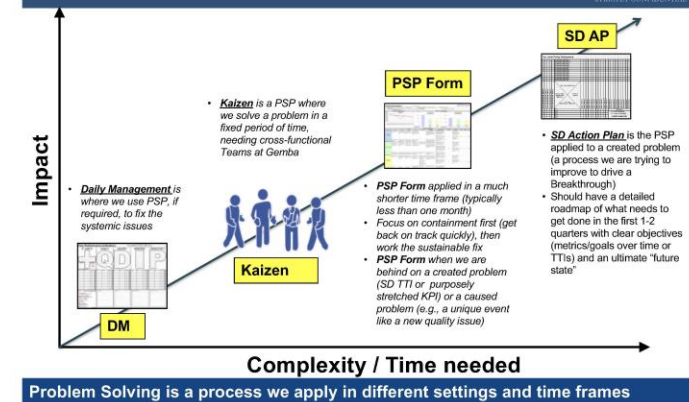 SD AP
PSP Form
• Kaizen is a PSP where
we solve a problem in a
fixed period of time,
needing cross-functional
Teams at Gemba
Impact
• Daily Management is
where we use PSP, if
required, to fix the
systemic issues
+QDIP
DM
Kaizen
• PSP Form applied in a much
shorter time frame (typically
less than one month)
• Focus on containment first (get
back on track quickly), then
work the sustainable fix
• PSP Form when we are
behind on a created problem
(SD TTI or purposely
stretched KPI) or a caused
problem (e.g., a unique event
like a new quality issue)
• SD Action Plan is the PSP
applied to a created problem
(a process we are trying to
improve to drive a
Breakthrough)
• Should have a detailed
roadmap of what needs to
get done in the first 1-2
quarters with clear objectives
(metrics/goals over time or
TTIs) and an ultimate "future
state"
Complexity / Time needed
Problem Solving is a process we apply in different settings and time frames